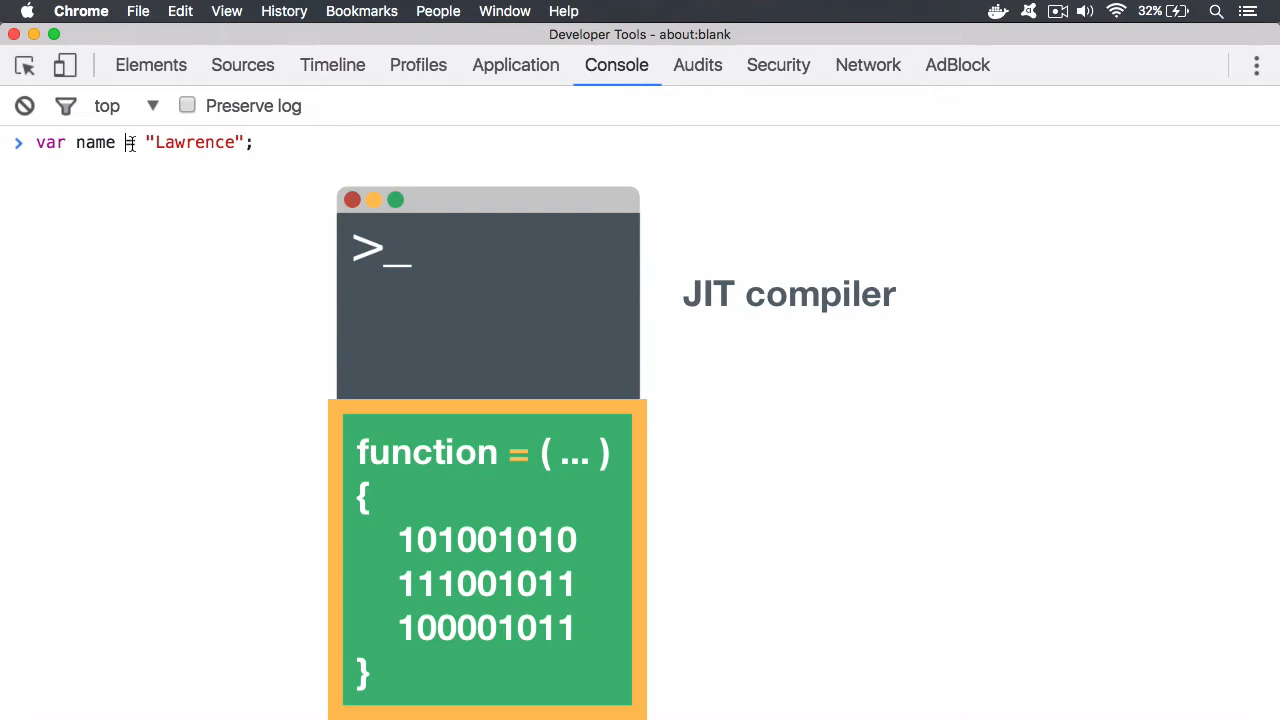 Chrome File Edit View History Bookmarks People Window Help 32%
Developer Tools - about:blank
Elements Sources Timeline Profiles Application Console Audits Security Network AdBlock
top Preserve log
> var name = "Lawrence";
>_
JIT compiler
function = ( ... )
{
101001010
111001011
100001011
}